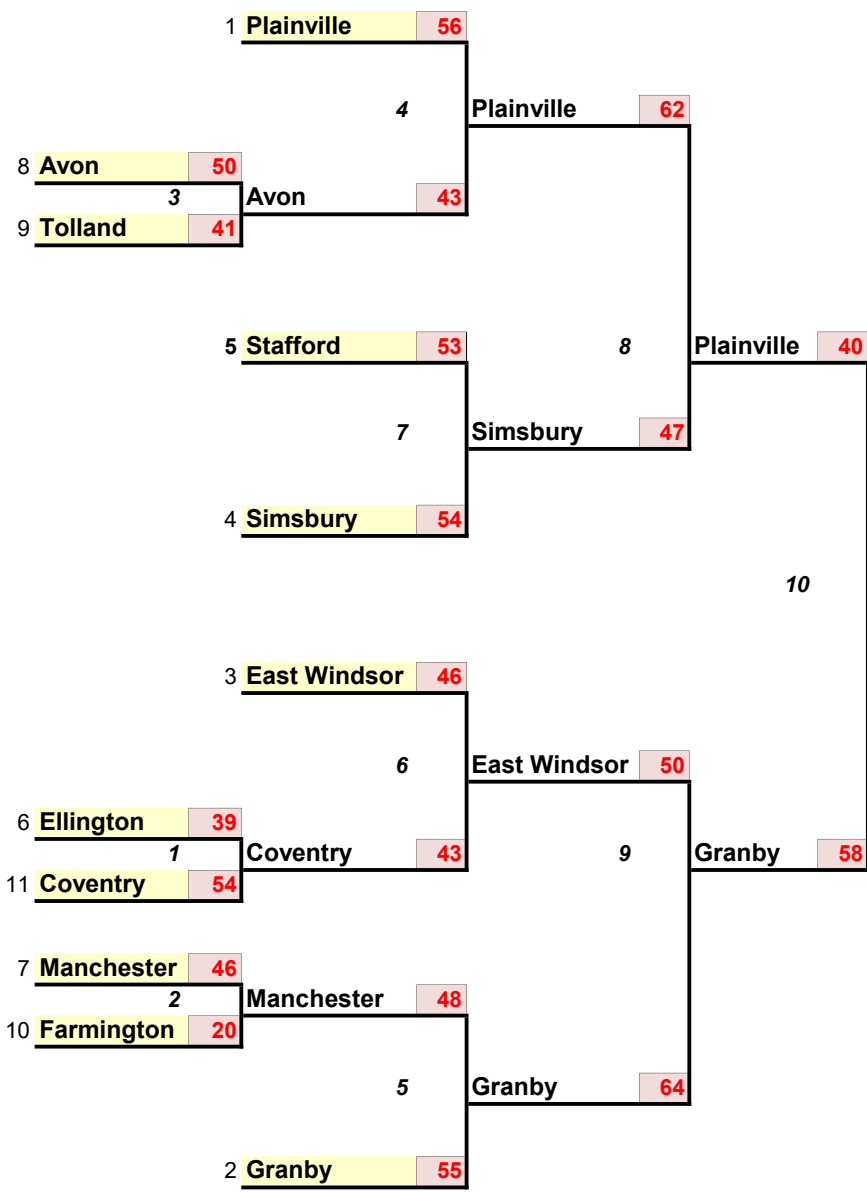 1 Plainville 56
4 Plainville 62
8 Avon 50
3 Avon 43
9 Tolland 41
5 Stafford 53
8 Plainville 40
7 Simsbury 47
4 Simsbury 54
10
3 East Windsor 46
6 East Windsor 50
6 Ellington 39
1 Coventry 43
9 Granby 58
11 Coventry 54
7 Manchester 46
2 Manchester 48
10 Farmington 20
5 Granby 64
2 Granby 55